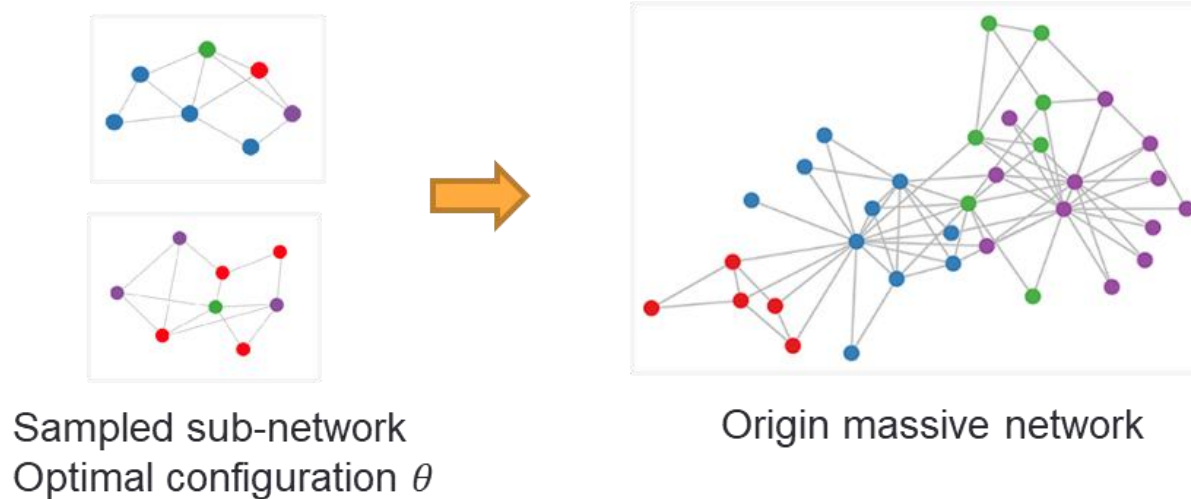 Sampled sub-network
Optimal configuration θ
Origin massive network